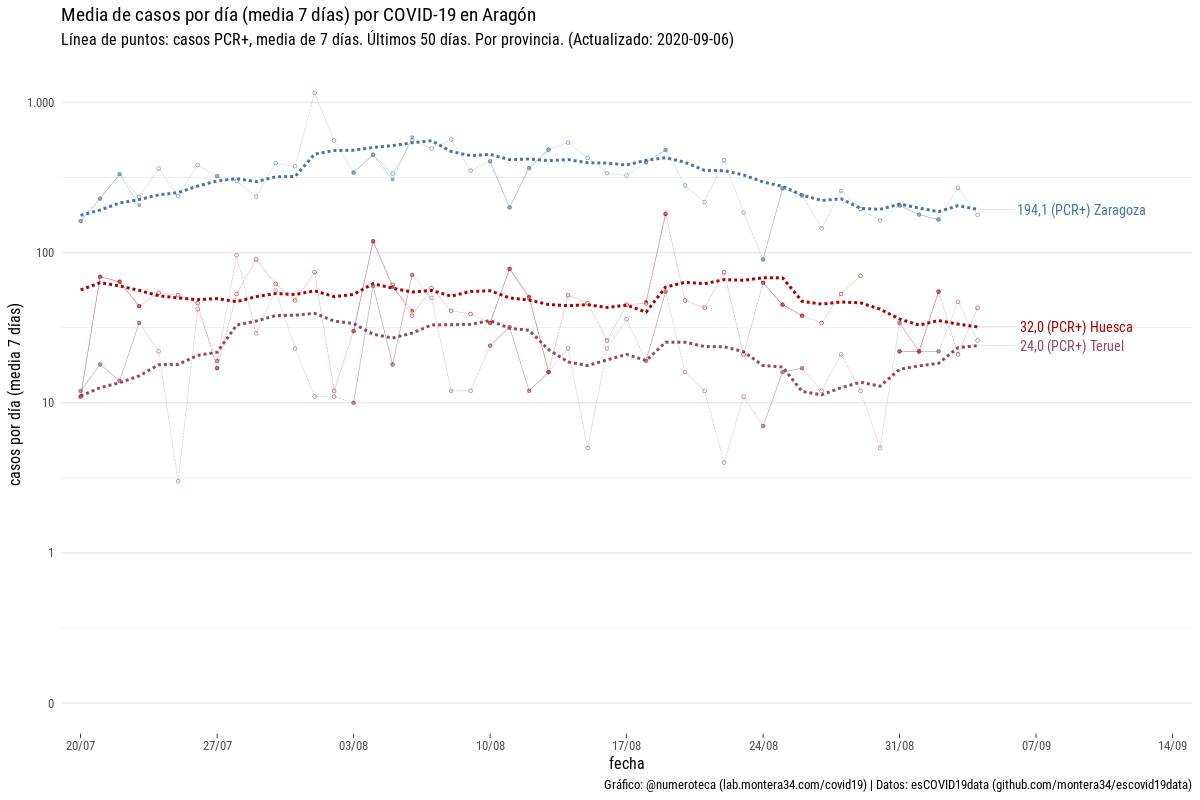 Media de casos por día (media 7 días) por COVID-19 en Aragón
Línea de puntos: casos PCR+, media de 7 días. Últimos 50 días. Por provincia. (Actualizado: 2020-09-06)
casos por día (media 7 días)
1.000
100
10
1
0
194,1 (PCR+) Zaragoza
32,0 (PCR+) Huesca
24,0 (PCR+) Teruel
20/07 27/07 03/08 10/08 17/08 24/08 31/08 07/09 14/09
fecha
Gráfico: @numeroteca (lab.montera34.com/covid19) | Datos: esCOVID19data (github.com/montera34/escovid19data)